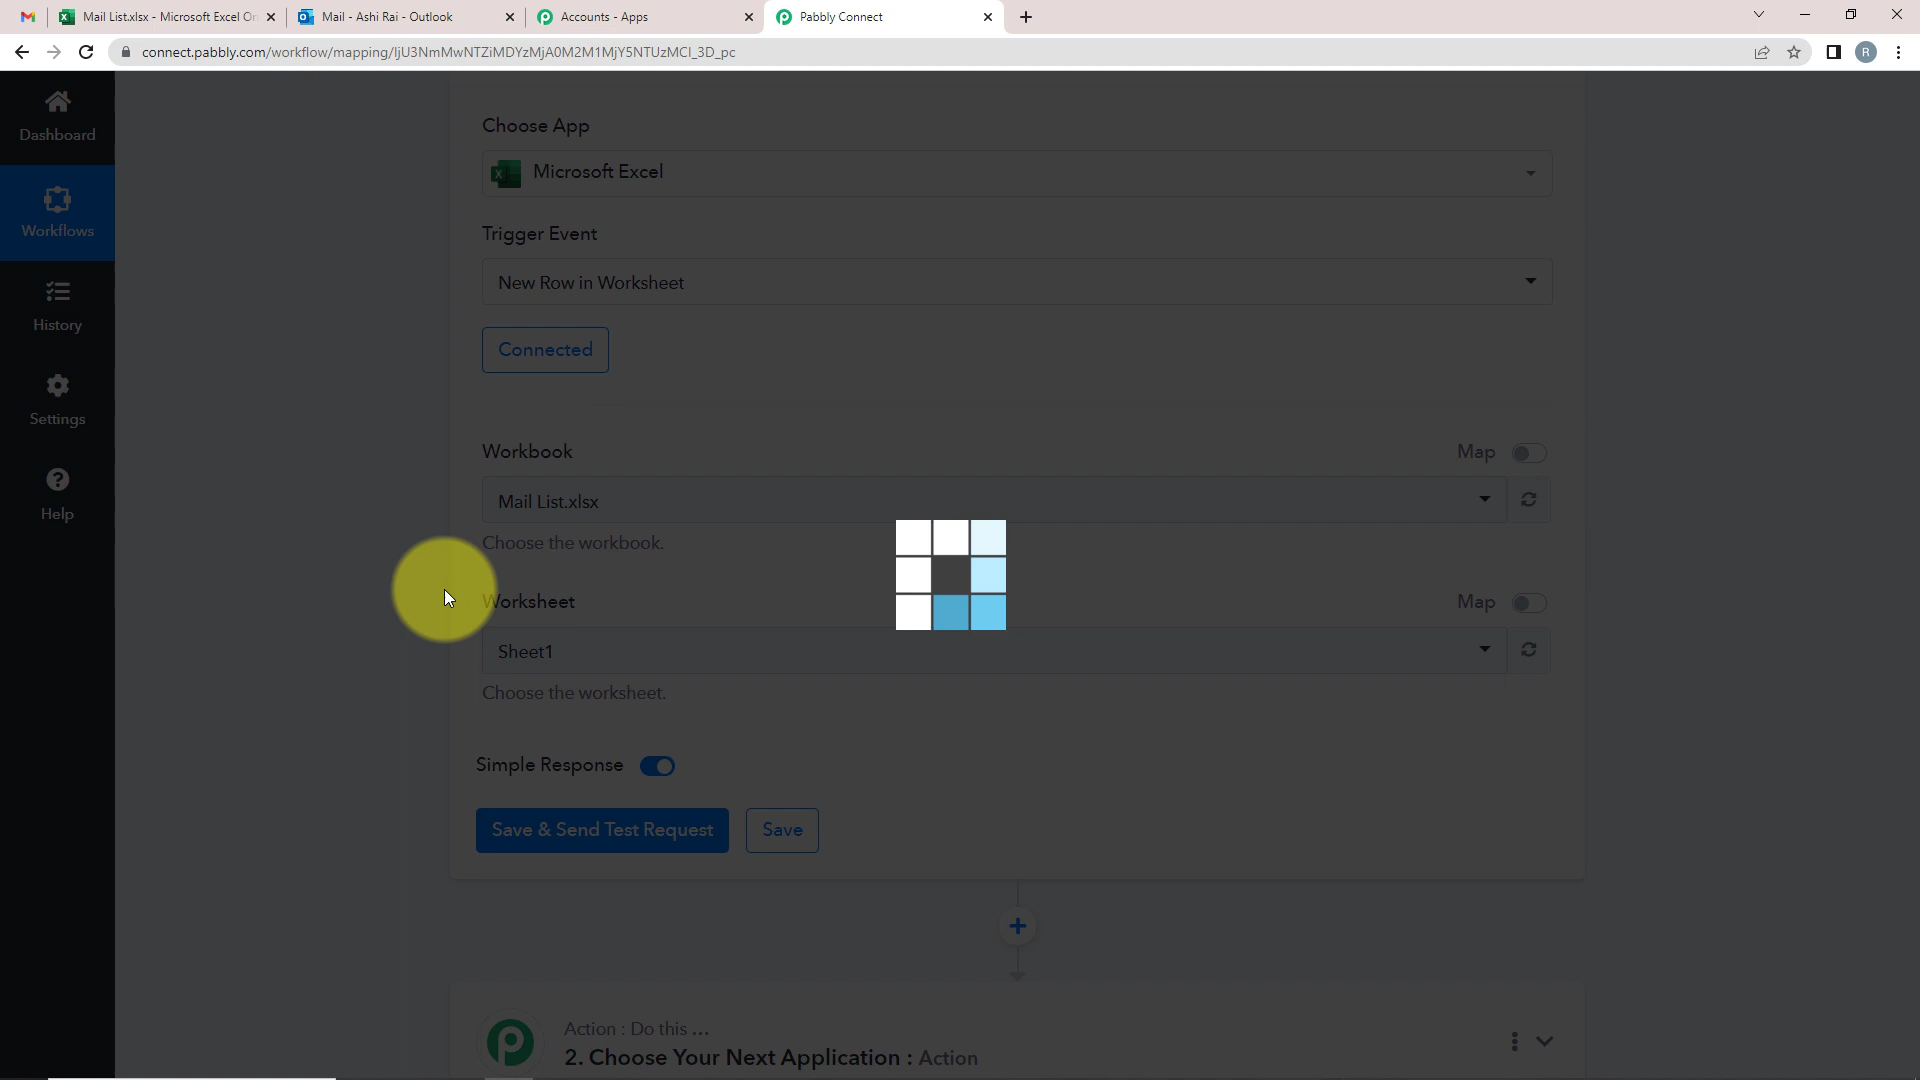 Mail List.xlsx - Microsoft Excel On
Mail - Ashi Rai - Outlook
Accounts - Apps
Pabbly Connect
connect.pabbly.com/workflow/mapping/IjU3NmMwNTZiMDYzMjA0M2M1MjY5NTUzMCI_3D_pc
R
Dashboard
Workflows
History
Settings
Help
Choose App
Microsoft Excel
Trigger Event
New Row in Worksheet
Connected
Workbook
Map
Mail List.xlsx
Choose the workbook.
Worksheet
Map
Sheet1
Choose the worksheet.
Simple Response
Save & Send Test Request
Save
Action : Do this ...
2. Choose Your Next Application : Action